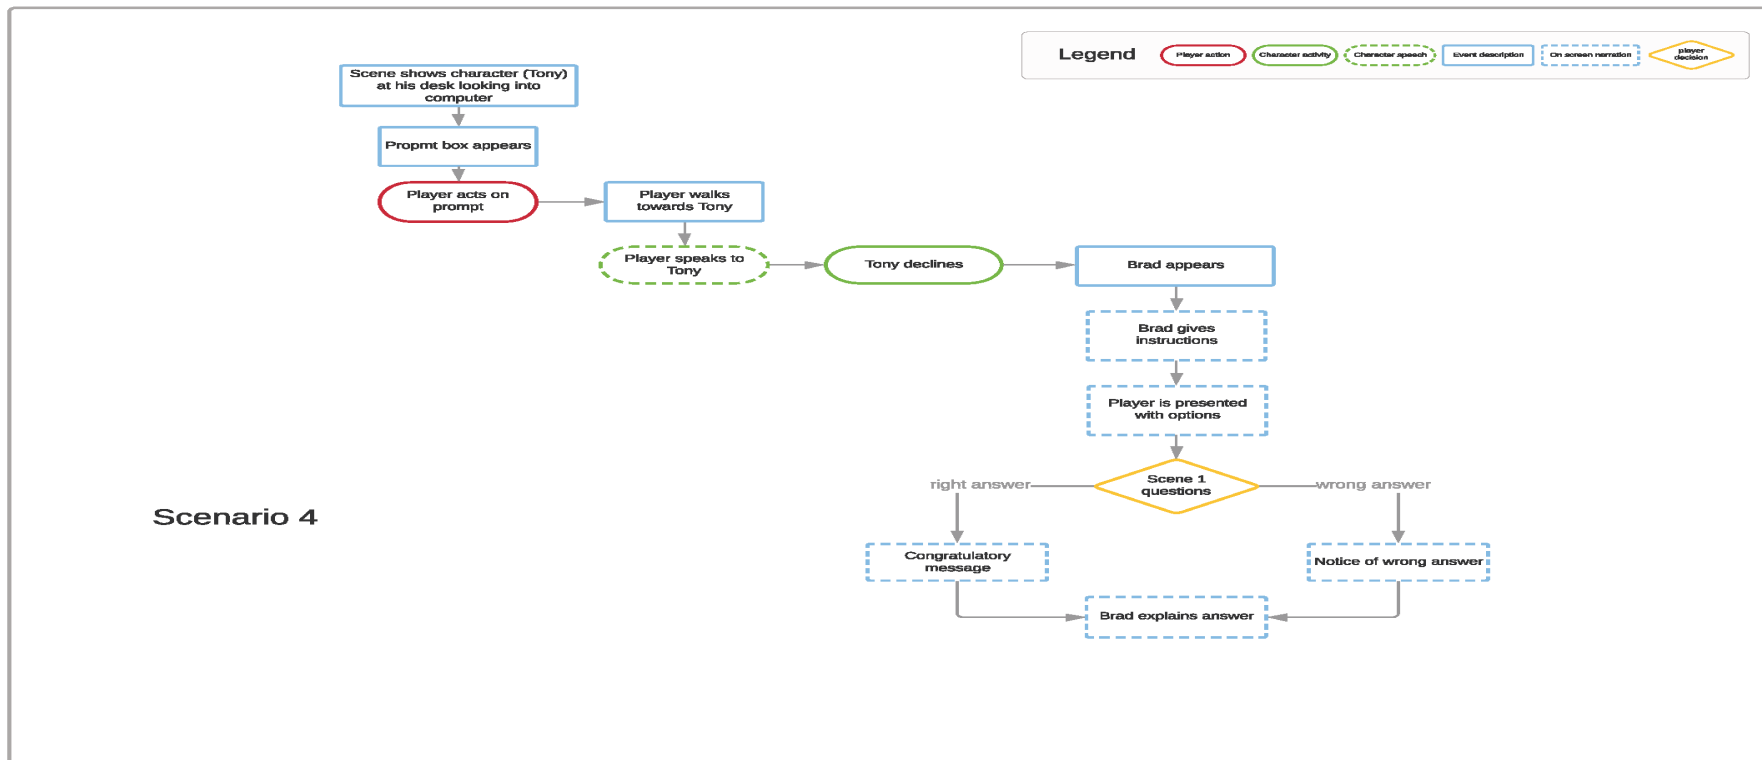 Legend
Player action
Character activity
Character speech
Event description
On screen narration
player
decision
Scene shows character (Tony)
at his desk looking into
computer
Propmt box appears
Player acts on
prompt
Player walks
towards Tony
Player speaks to
Tony
Tony declines
Brad appears
Brad gives
instructions
Player is presented
with options
Scene 1
questions
right answer
wrong answer
Scenario 4
Congratulatory
message
Notice of wrong answer
Brad explains answer